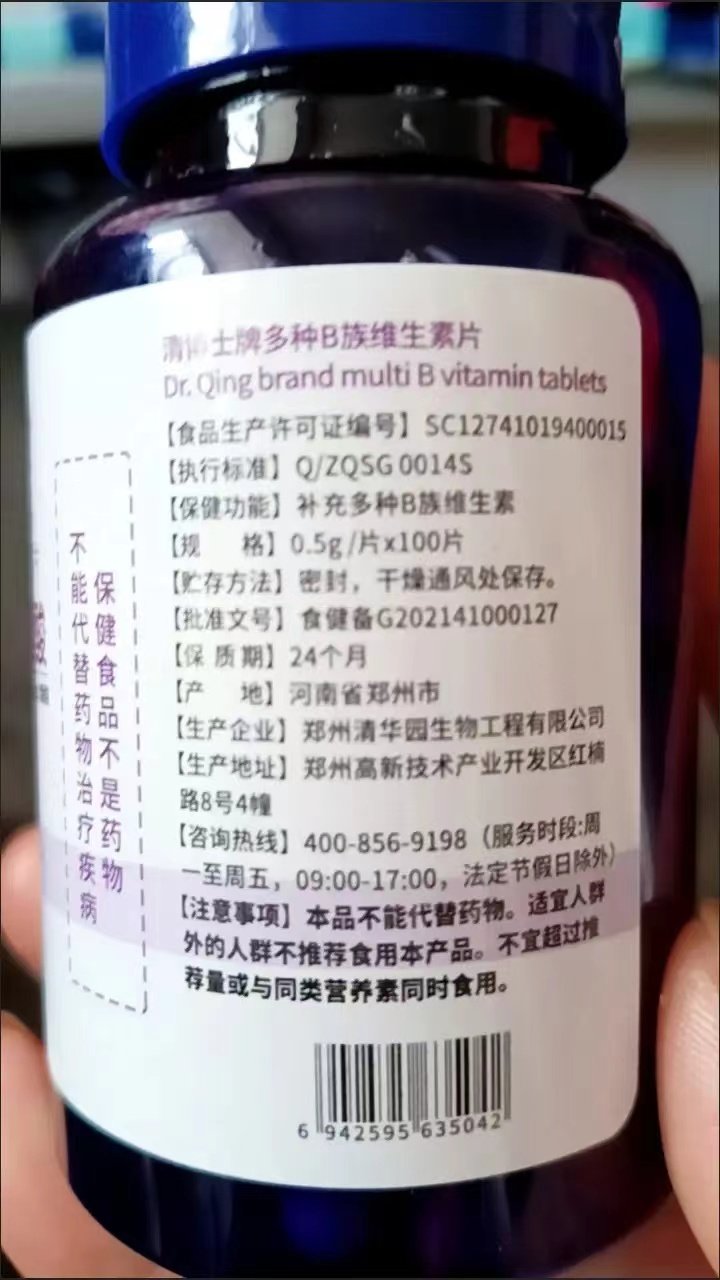 清博士牌多种B族维生素片
Dr. Qing brand multi B vitamin tablets
【食品生产许可证编号】SC12741019400015
【执行标准】Q/ZQSG 0014S
【保健功能】补充多种B族维生素
【规 格】0.5g/片x100片
【贮存方法】密封，干燥通风处保存。
【批准文号】食健备G202141000127
【保 质 期】24个月
【产 地】河南省郑州市
【生产企业】郑州清华园生物工程有限公司
【生产地址】郑州高新技术产业开发区红楠
路8号4幢
【咨询热线】400-856-9198（服务时段:周
一至周五，09:00-17:00，法定节假日除外）
【注意事项】本品不能代替药物。适宜人群
外的人群不推荐食用本产品。不宜超过推
荐量或与同类营养素同时食用。
保健食品不是药物
不能代替药物治疗疾病
6 942595 635042